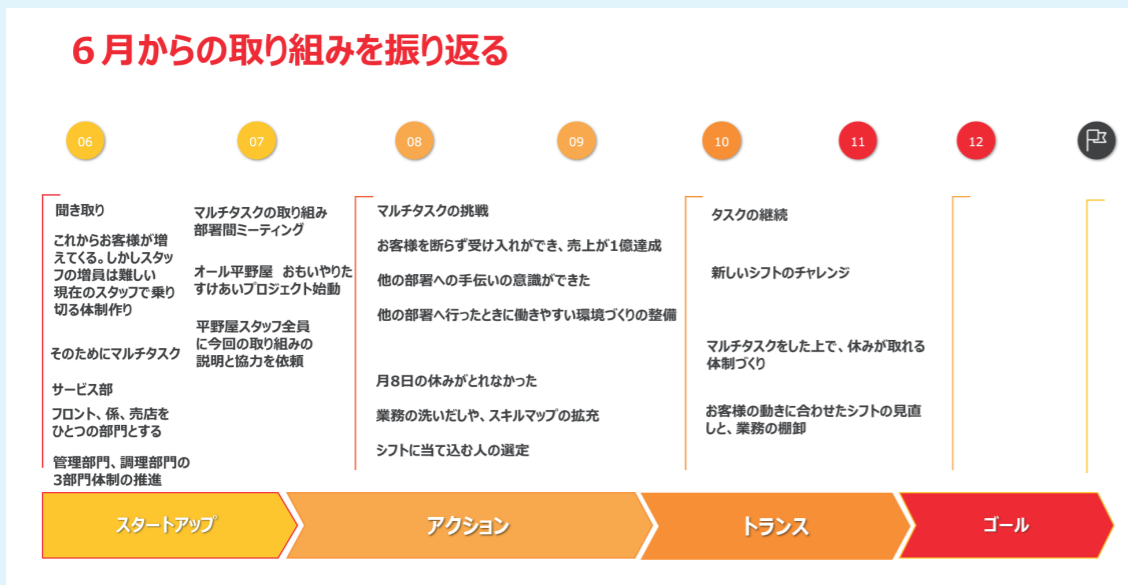 ６月からの取り組みを振り返る
06
07
08
09
10
11
12
聞き取り
これからお客様が増
えてくる。しかしスタッ
フの増員は難しい
現在のスタッフで乗り
切る体制作り
そのためにマルチタスク
サービス部
フロント、係、売店を
ひとつの部門とする
管理部門、調理部門の
3部門体制の推進
マルチタスクの取り組み
部署間ミーティング
オール平野屋　おもいやりた
すけあいプロジェクト始動
平野屋スタッフ全員
に今回の取り組みの
説明と協力を依頼
マルチタスクの挑戦
お客様を断らず受け入れができ、売上が1億達成
他の部署への手伝いの意識ができた
他の部署へ行ったときに働きやすい環境づくりの整備
月8日の休みがとれなかった
業務の洗いだしや、スキルマップの拡充
シフトに当て込む人の選定
タスクの継続
新しいシフトのチャレンジ
マルチタスクをした上で、休みが取れる
体制づくり
お客様の動きに合わせたシフトの見直
しと、業務の棚卸
スタートアップ
アクション
トランス
ゴール